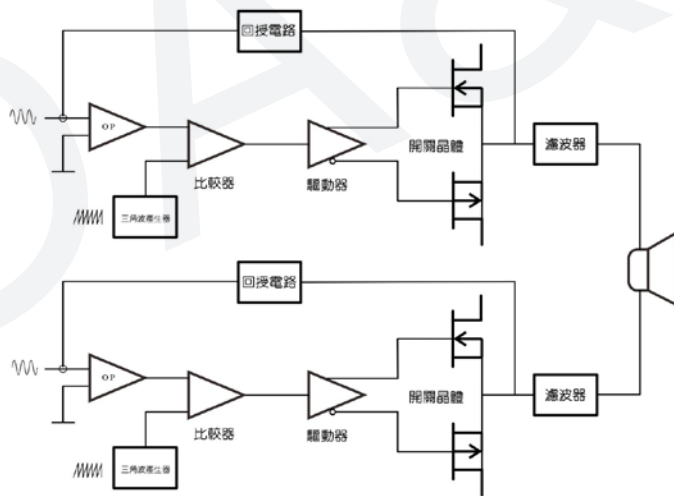 回授電路
OP
比較器
驅動器
開關晶體
濾波器
三角波產生器
回授電路
OP
比較器
驅動器
開關晶體
濾波器
三角波產生器